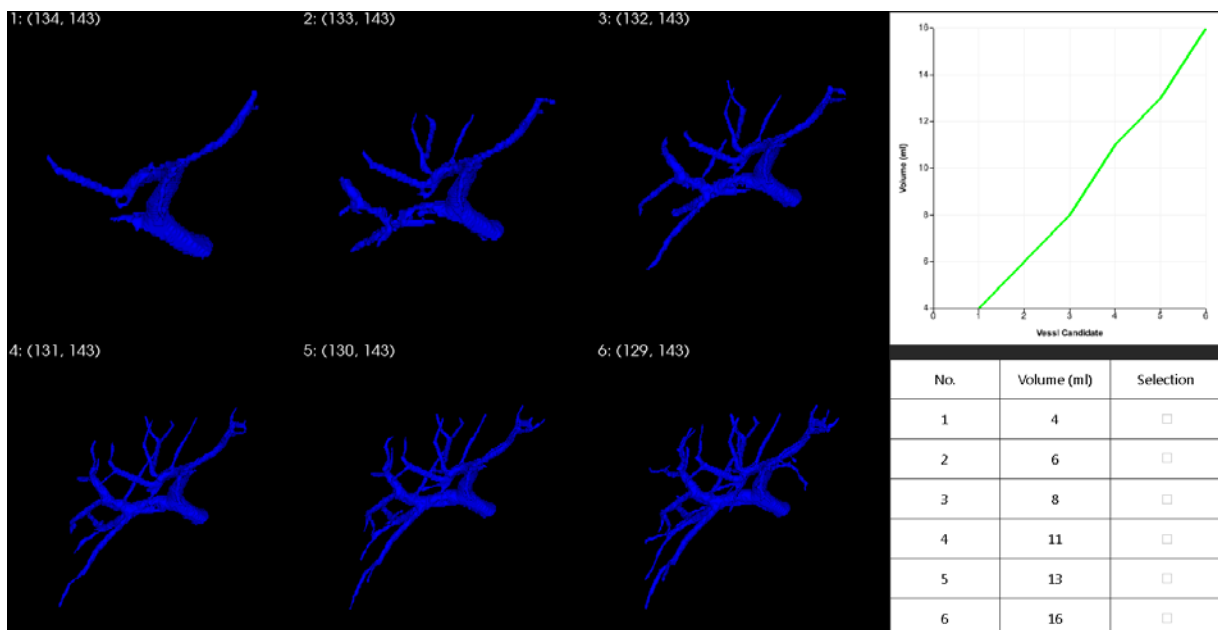 1: (134, 143)
2: (133, 143)
3: (132, 143)
4: (131, 143)
5: (130, 143)
6: (129, 143)
Volume (ml)
16
14
12
10
8
6
4
0
1
2
3
4
5
6
Vessl Candidate
No. Volume (ml) Selection
1 4
2 6
3 8
4 11
5 13
6 16